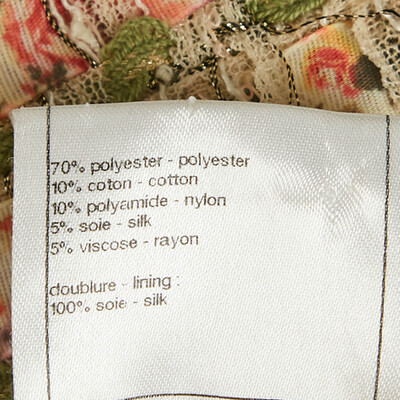 70% polyester - polyester
10% coton - cotton
10% polyamide - nylon
5% soie - silk
5% viscose - rayon
doublure - lining :
100% soie - silk